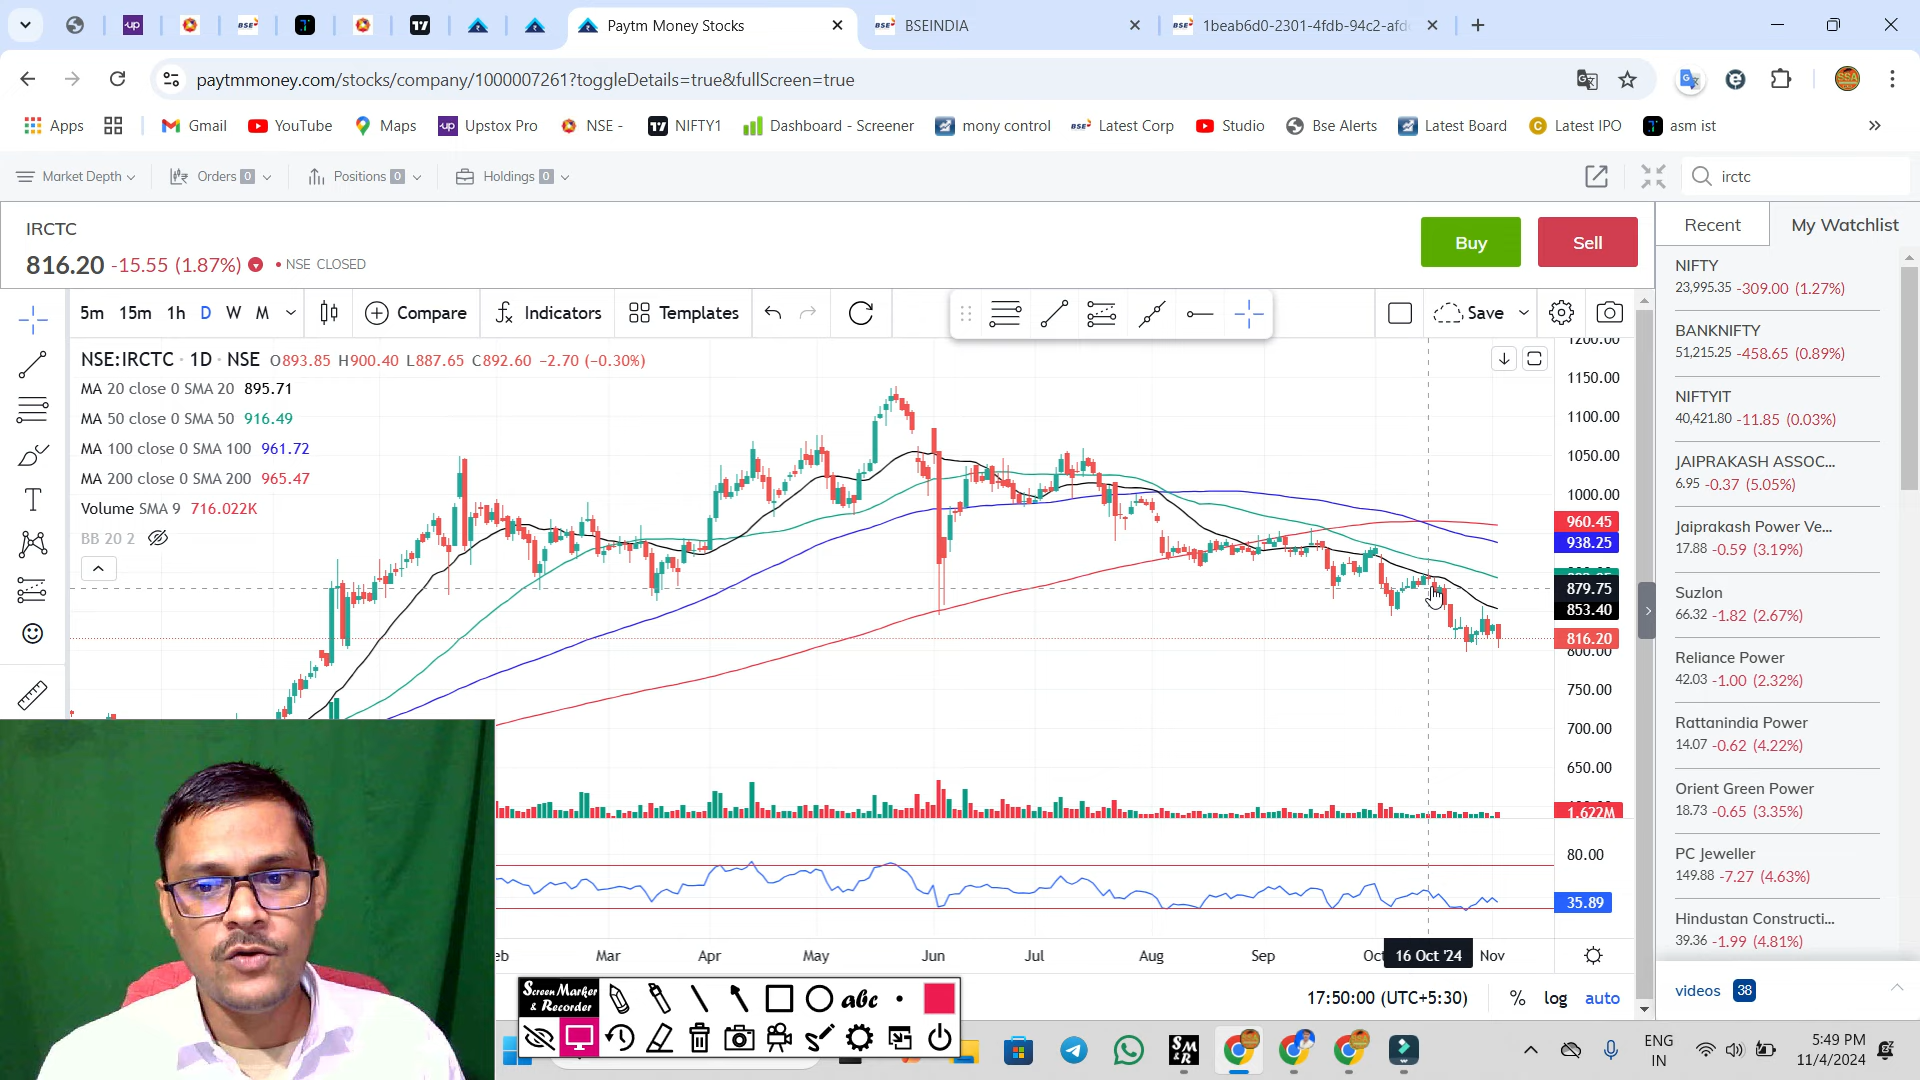 Paytm Money Stocks
BSEINDIA
1beab6d0-2301-4fdb-94c2-afd
paytmmoney.com/stocks/company/1000007261?toggleDetails=true&fullScreen=true
Apps
Gmail
YouTube
Maps
up Upstox Pro
NSE -
NIFTY1
Dashboard - Screener
mony control
BSE Latest Corp
Studio
Bse Alerts
Latest Board
Latest IPO
asm ist
Market Depth
Orders 0
Positions 0
Holdings 0
irctc
IRCTC
816.20 -15.55 (1.87%) • NSE CLOSED
Buy
Sell
Recent
My Watchlist
5m 15m 1h D W M
Compare
Indicators
Templates
Save
NSE:IRCTC · 1D · NSE O893.85 H900.40 L887.65 C892.60 −2.70 (−0.30%)
MA 20 close 0 SMA 20 895.71
MA 50 close 0 SMA 50 916.49
MA 100 close 0 SMA 100 961.72
MA 200 close 0 SMA 200 965.47
Volume SMA 9 716.022K
BB 20 2
1200.00
1150.00
1100.00
1050.00
1000.00
960.45
938.25
879.75
853.40
816.20
800.00
750.00
700.00
650.00
1.622M
80.00
35.89
eb Mar Apr May Jun Jul Aug Sep Oct 16 Oct '24 Nov
17:50:00 (UTC+5:30) % log auto
NIFTY
23,995.35 -309.00 (1.27%)
BANKNIFTY
51,215.25 -458.65 (0.89%)
NIFTYIT
40,421.80 -11.85 (0.03%)
JAIPRAKASH ASSOC...
6.95 -0.37 (5.05%)
Jaiprakash Power Ve...
17.88 -0.59 (3.19%)
Suzlon
66.32 -1.82 (2.67%)
Reliance Power
42.03 -1.00 (2.32%)
Rattanindia Power
14.07 -0.62 (4.22%)
Orient Green Power
18.73 -0.65 (3.35%)
PC Jeweller
149.88 -7.27 (4.63%)
Hindustan Constructi...
39.36 -1.99 (4.81%)
videos 38
Screen Marker
& Recorder
abc
ENG
IN
5:49 PM
11/4/2024